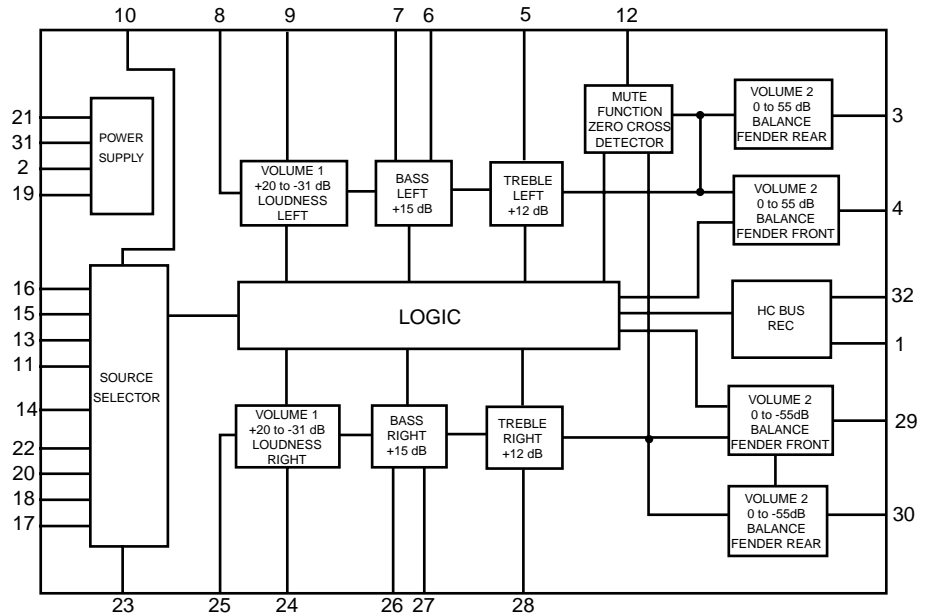 10 8 9 7 6 5 12
21
31
2
19
POWER
SUPPLY
MUTE
FUNCTION
ZERO CROSS
DETECTOR
VOLUME 2
0 to 55 dB
BALANCE
FENDER REAR
3
VOLUME 1
+20 to -31 dB
LOUDNESS
LEFT
BASS
LEFT
+15 dB
TREBLE
LEFT
+12 dB
VOLUME 2
0 to 55 dB
BALANCE
FENDER FRONT
4
16
15
13
11
14
22
20
18
17
SOURCE
SELECTOR
LOGIC
HC BUS
REC
32
1
VOLUME 1
+20 to -31 dB
LOUDNESS
RIGHT
BASS
RIGHT
+15 dB
TREBLE
RIGHT
+12 dB
VOLUME 2
0 to -55dB
BALANCE
FENDER FRONT
29
VOLUME 2
0 to -55dB
BALANCE
FENDER REAR
30
23 25 24 26 27 28